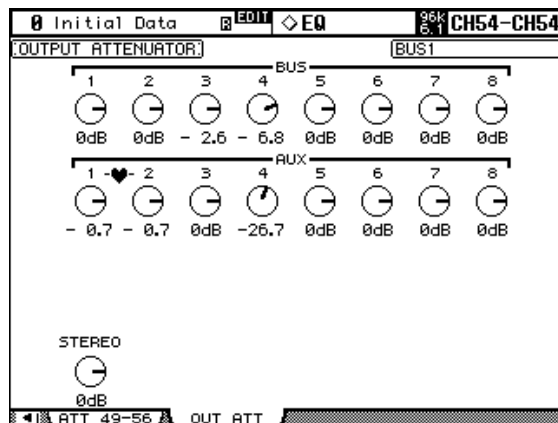 0 Initial Data EDIT ◇EQ 96k 6.1 CH54-CH54
OUTPUT ATTENUATOR BUS1
BUS
1 2 3 4 5 6 7 8
0dB 0dB - 2.6 - 6.8 0dB 0dB 0dB 0dB
AUX
1 -♥- 2 3 4 5 6 7 8
- 0.7 - 0.7 0dB -26.7 0dB 0dB 0dB 0dB
STEREO
0dB
ATT 49-56 OUT ATT